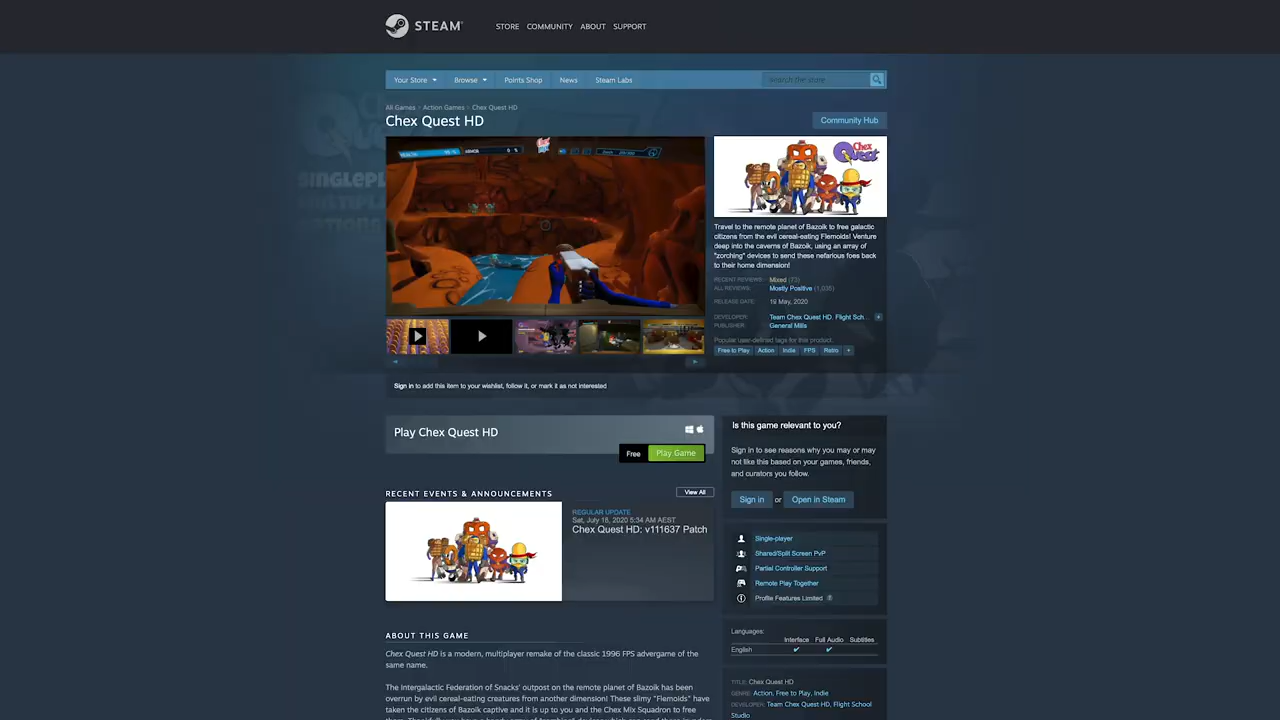 STEAM
STORE COMMUNITY ABOUT SUPPORT
Your Store Browse Points Shop News Steam Labs
search the store
All Games > Action Games > Chex Quest HD
Chex Quest HD
Community Hub
Chex Quest
Travel to the remote planet of Bazoik to free galactic
citizens from the evil cereal-eating Flemoids! Venture
deep into the caverns of Bazoik, using an array of
"zorching" devices to send these nefarious foes back
to their home dimension!
RECENT REVIEWS: Mixed (73)
ALL REVIEWS: Mostly Positive (1,035)
RELEASE DATE: 19 May, 2020
DEVELOPER: Team Chex Quest HD, Flight Sch...
PUBLISHER: General Mills
Popular user-defined tags for this product:
Free to Play Action Indie FPS Retro +
Sign in to add this item to your wishlist, follow it, or mark it as not interested
Play Chex Quest HD
Free Play Game
Is this game relevant to you?
Sign in to see reasons why you may or may
not like this based on your games, friends,
and curators you follow.
Sign in or Open in Steam
RECENT EVENTS & ANNOUNCEMENTS
View All
REGULAR UPDATE
Sat, July 18, 2020 5:34 AM AEST
Chex Quest HD: v111637 Patch
Single-player
Shared/Split Screen PvP
Partial Controller Support
Remote Play Together
Profile Features Limited
Languages:
Interface Full Audio Subtitles
English ✔ ✔
ABOUT THIS GAME
Chex Quest HD is a modern, multiplayer remake of the classic 1996 FPS advergame of the
same name.
The Intergalactic Federation of Snacks' outpost on the remote planet of Bazoik has been
overrun by evil cereal-eating creatures from another dimension! These slimy "Flemoids" have
taken the citizens of Bazoik captive and it is up to you and the Chex Mix Squadron to free
TITLE: Chex Quest HD
GENRE: Action, Free to Play, Indie
DEVELOPER: Team Chex Quest HD, Flight School
Studio